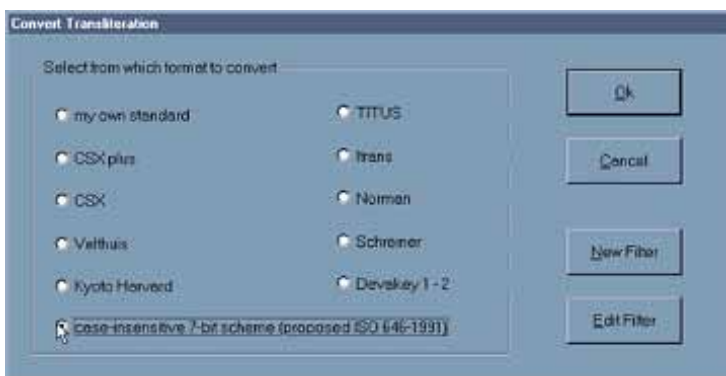 Convert Transliteration
Select from which format to convert
my own standard
CSX plus
CSX
Velthuis
Kyoto Harvard
TITUS
itrans
Norman
Schreiner
Devakey 1 - 2
case-insensitive 7-bit scheme (proposed ISO 646-1991)
Ok
Cancel
New Filter
Edit Filter